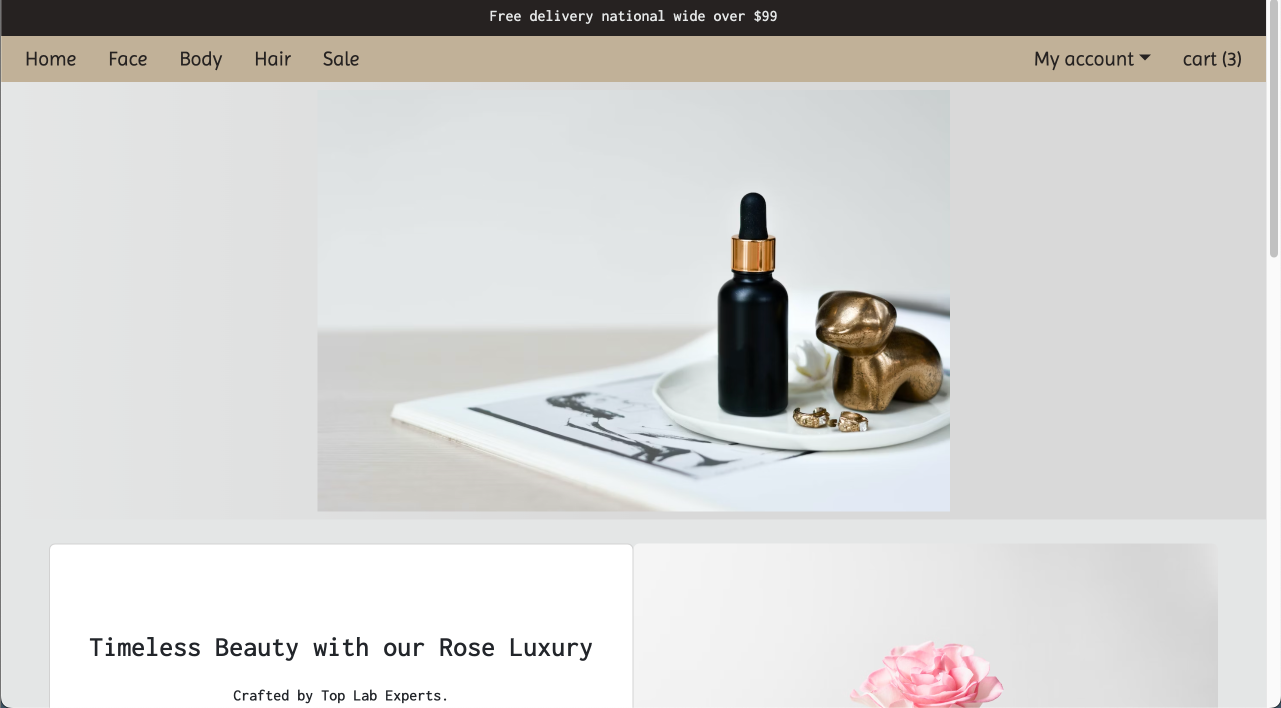 Free delivery national wide over $99
Home Face Body Hair Sale My account cart (3)
Timeless Beauty with our Rose Luxury
Crafted by Top Lab Experts.